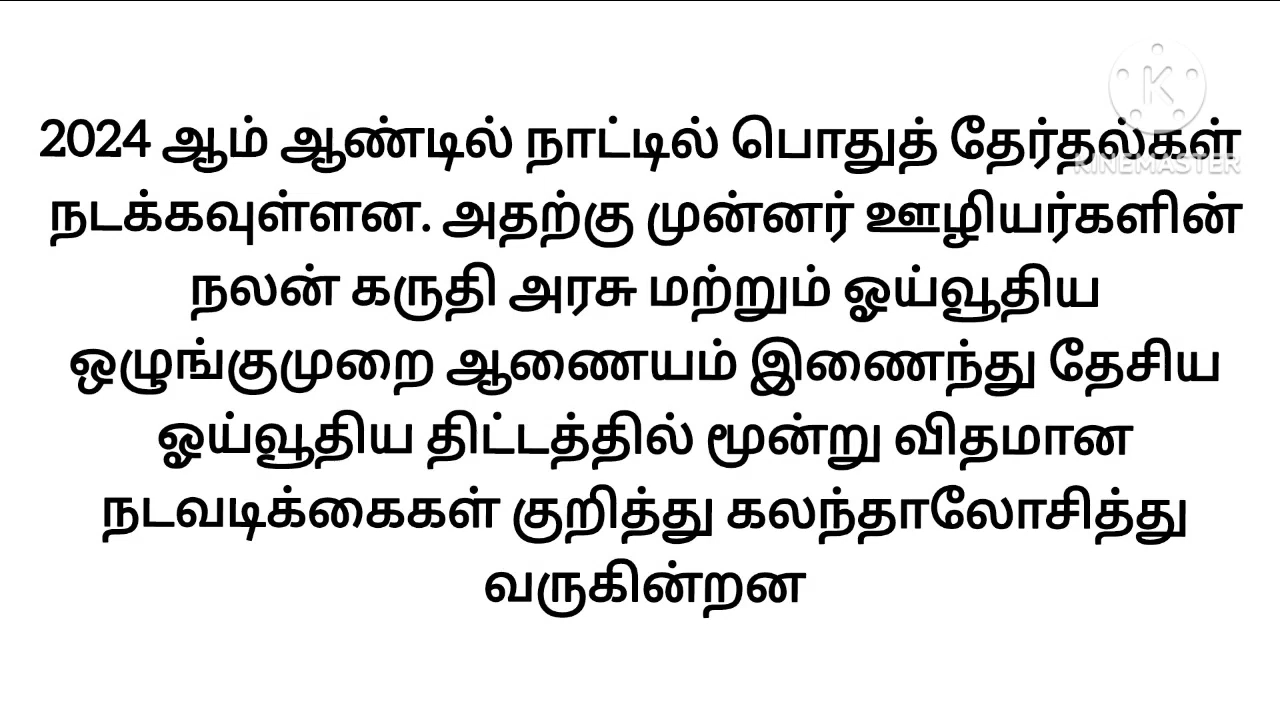 2024 ஆம் ஆண்டில் நாட்டில் பொதுத் தேர்தல்கள்
நடக்கவுள்ளன. அதற்கு முன்னர் ஊழியர்களின்
நலன் கருதி அரசு மற்றும் ஓய்வூதிய
ஒழுங்குமுறை ஆணையம் இணைந்து தேசிய
ஓய்வூதிய திட்டத்தில் மூன்று விதமான
நடவடிக்கைகள் குறித்து கலந்தாலோசித்து
வருகின்றன
K
KINEMASTER